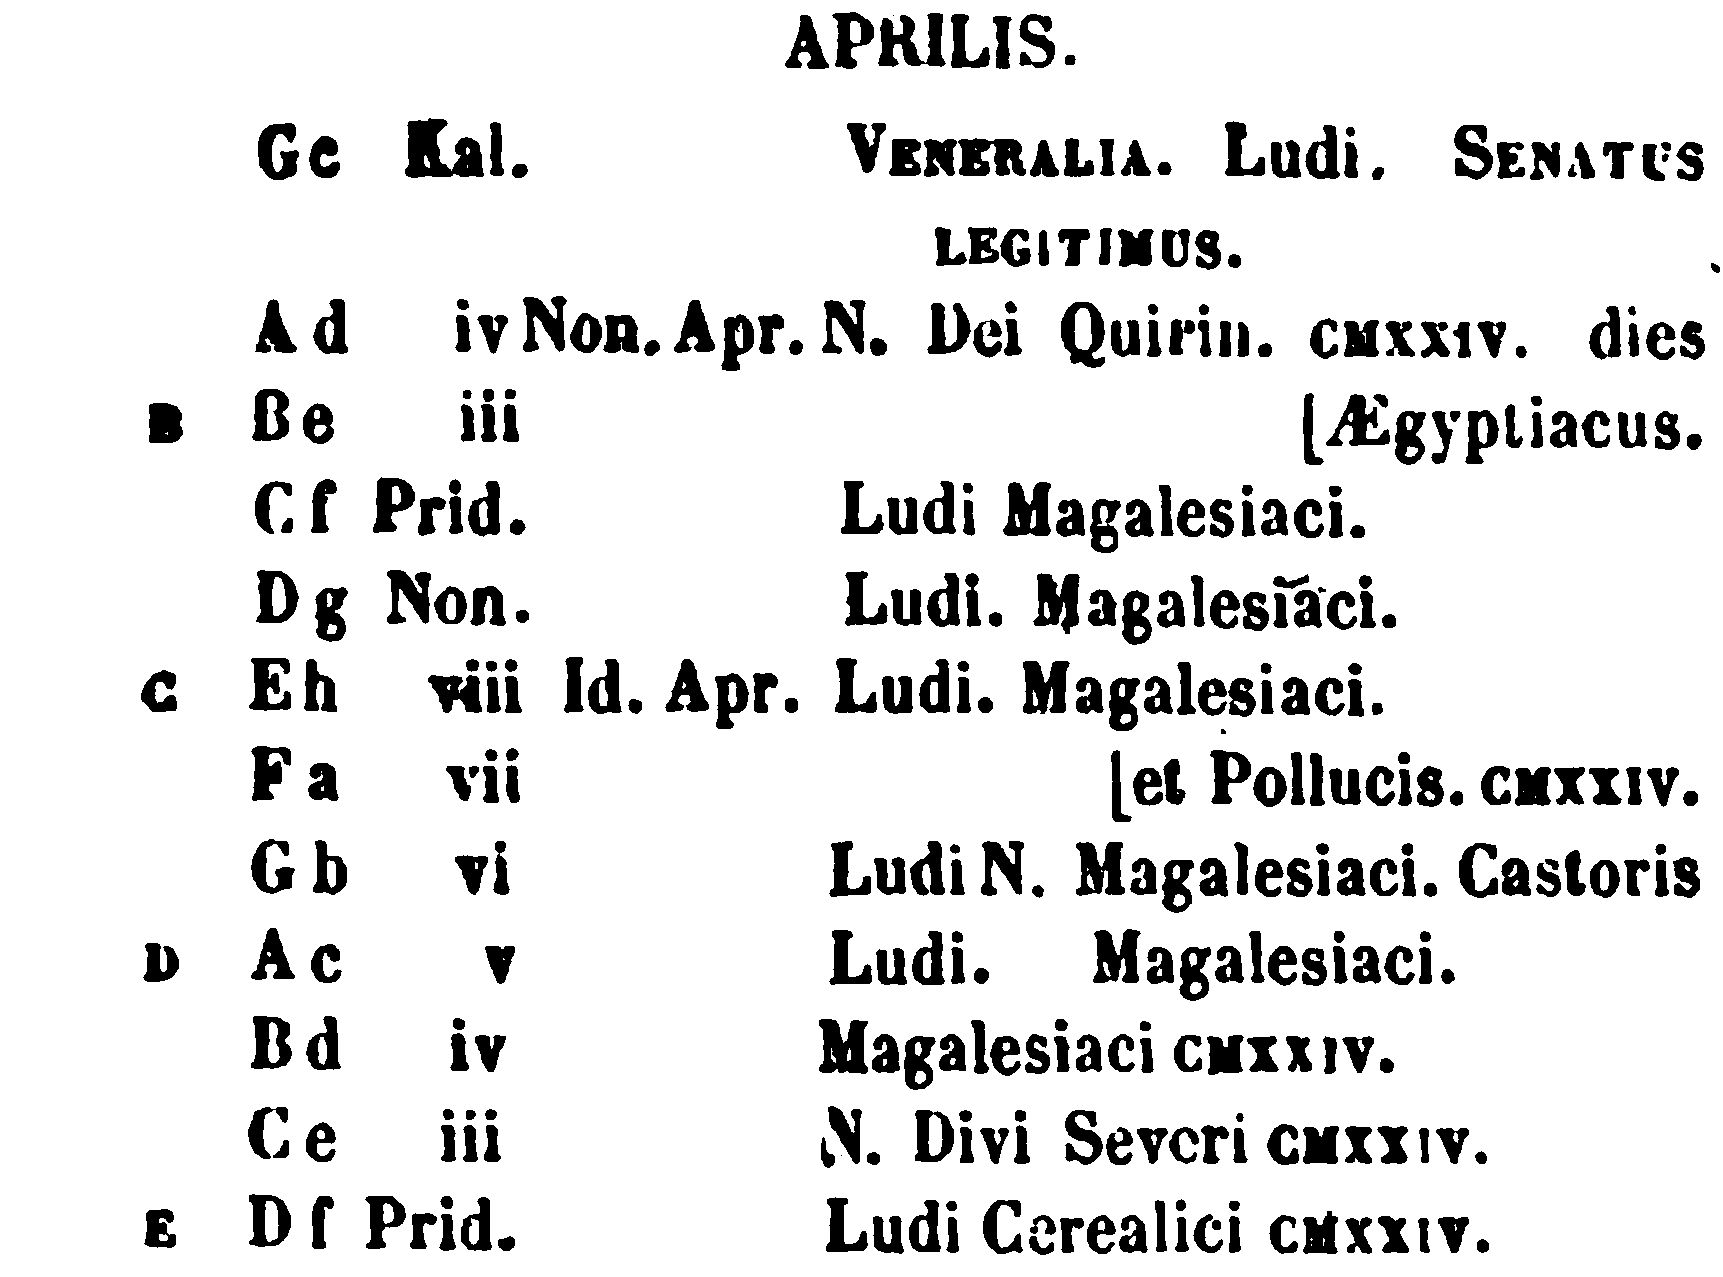 APRILIS.
Gc Kal. VENERALIA. Ludi. SENATUS
LEGITIMUS.
Ad iv Non. Apr. N. Dei Quirin. CMXXIV. dies
B Be iii [Ægyptiacus.
Cf Prid. Ludi Magalesiaci.
Dg Non. Ludi. Magalesiaci.
C Eh viii Id. Apr. Ludi. Magalesiaci.
Fa vii [et Pollucis. CMXXIV.
Gb vi Ludi N. Magalesiaci. Castoris
D Ac v Ludi. Magalesiaci.
Bd iv Magalesiaci CMXXIV.
Ce iii N. Divi Severi CMXXIV.
E Df Prid. Ludi Cerealici CMXXIV.